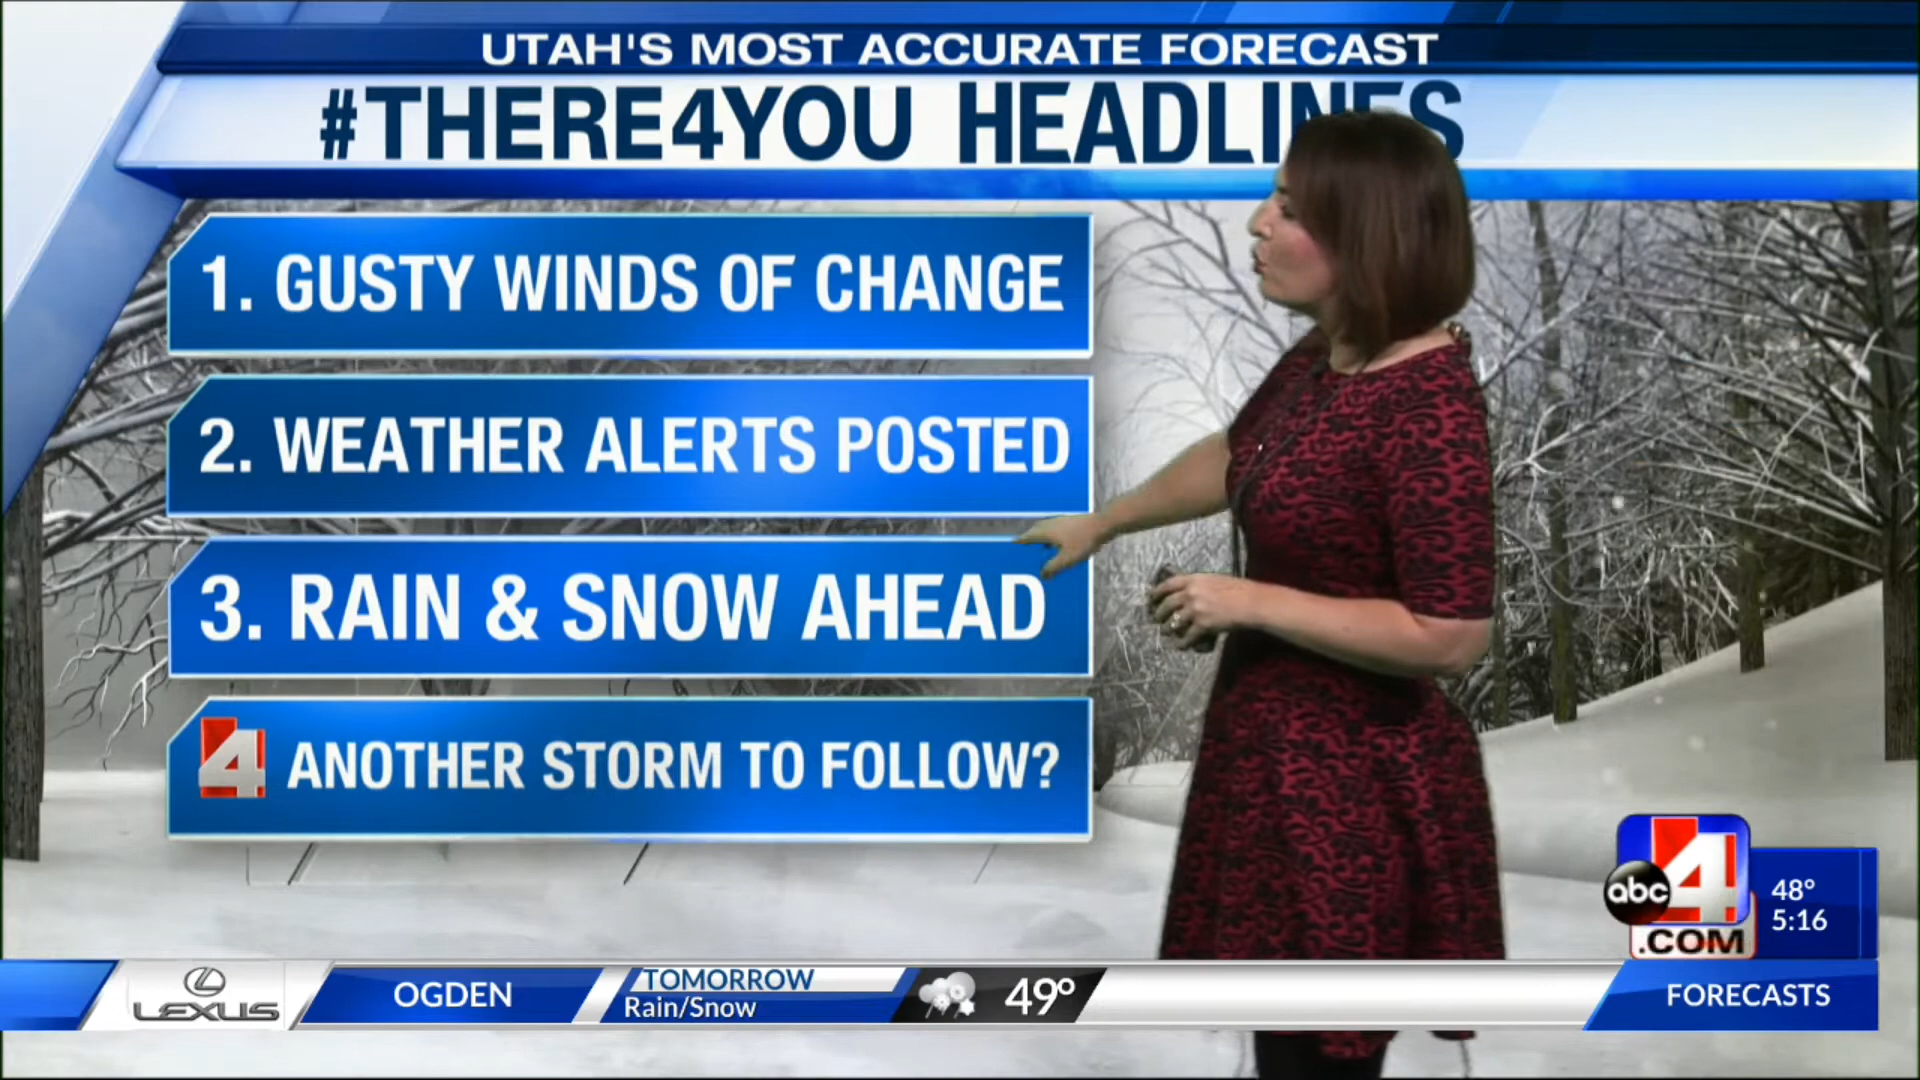 UTAH'S MOST ACCURATE FORECAST
#THERE4YOU HEADLINES
1. GUSTY WINDS OF CHANGE
2. WEATHER ALERTS POSTED
3. RAIN & SNOW AHEAD
4 ANOTHER STORM TO FOLLOW?
abc 4
.COM
48°
5:16
LEXUS
OGDEN
TOMORROW
Rain/Snow
49°
FORECASTS